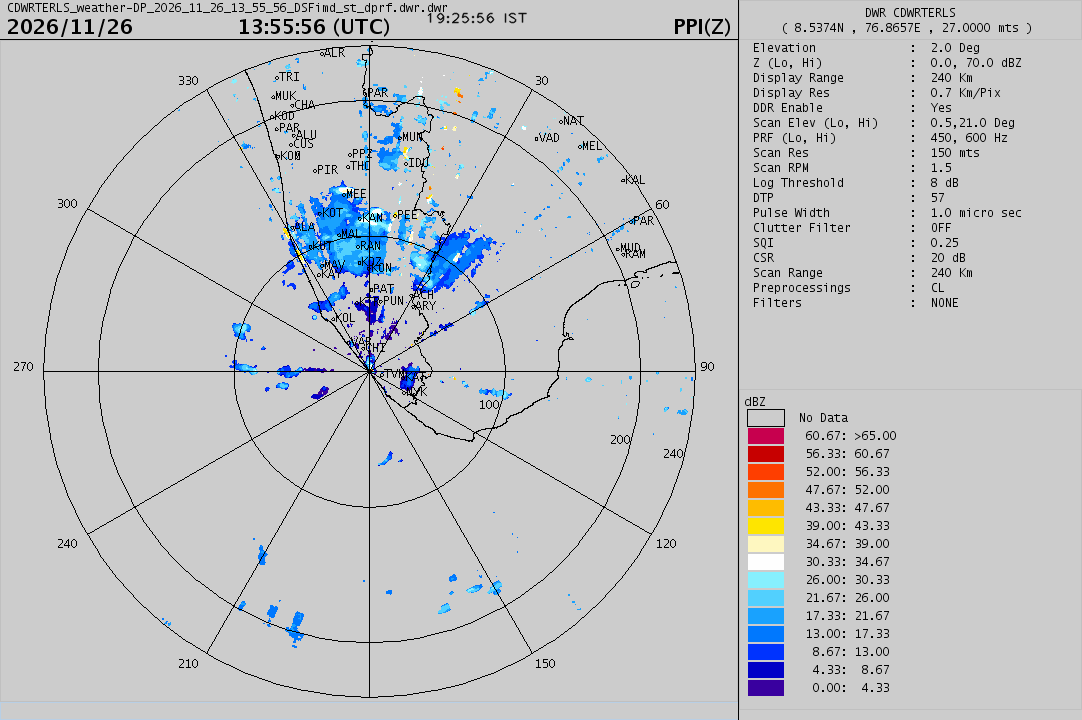 CDWRTERLS_weather-DP_2026_11_26_13_55_56_DSFimd_st_dprf.dwr.dwr
2026/11/26 13:55:56 (UTC) 19:25:56 IST PPI(Z)
DWR CDWRTERLS
( 8.5374N , 76.8657E , 27.0000 mts )
Elevation : 2.0 Deg
Z (Lo, Hi) : 0.0, 70.0 dBZ
Display Range : 240 Km
Display Res : 0.7 Km/Pix
DDR Enable : Yes
Scan Elev (Lo, Hi) : 0.5,21.0 Deg
PRF (Lo, Hi) : 450, 600 Hz
Scan Res : 150 mts
Scan RPM : 1.5
Log Threshold : 8 dB
DTP : 57
Pulse Width : 1.0 micro sec
Clutter Filter : OFF
SQI : 0.25
CSR : 20 dB
Scan Range : 240 Km
Preprocessings : CL
Filters : NONE
dBZ
No Data
60.67: >65.00
56.33: 60.67
52.00: 56.33
47.67: 52.00
43.33: 47.67
39.00: 43.33
34.67: 39.00
30.33: 34.67
26.00: 30.33
21.67: 26.00
17.33: 21.67
13.00: 17.33
8.67: 13.00
4.33: 8.67
0.00: 4.33
ALR
TRI
330
30
MUK
PAR
CHA
KOD
NAT
PAR
ALU
MUN
VAD
CUS
MEL
PPZ
IDU
THO
PIR
KAL
MEE
300
60
KOT
KAN
PEE
PAR
ALA
MAL
KUT
RAN
MUD
RAM
MAV
KOZ
KAY
KON
PAT
ACH
PUN
ARY
KOL
VAR
CHI
270
TVM
90
NYK
100
200
240
240
120
210
150